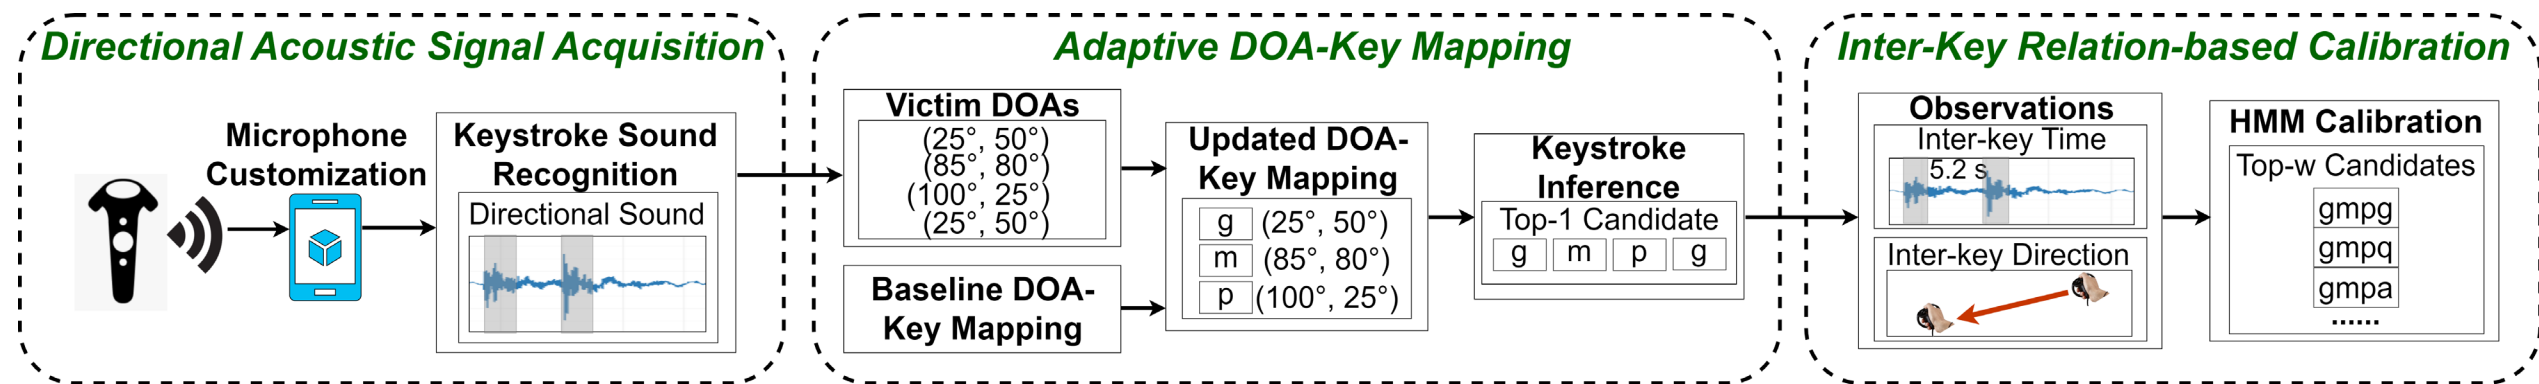 Directional Acoustic Signal Acquisition
Microphone
Customization
Keystroke Sound
Recognition
Directional Sound
Adaptive DOA-Key Mapping
Victim DOAs
(25°, 50°)
(85°, 80°)
(100°, 25°)
(25°, 50°)
Baseline DOA-
Key Mapping
Updated DOA-
Key Mapping
g (25°, 50°)
m (85°, 80°)
p (100°, 25°)
Keystroke
Inference
Top-1 Candidate
g m p g
Inter-Key Relation-based Calibration
Observations
Inter-key Time
5.2 s
Inter-key Direction
HMM Calibration
Top-w Candidates
gmpg
gmpq
gmpa
......